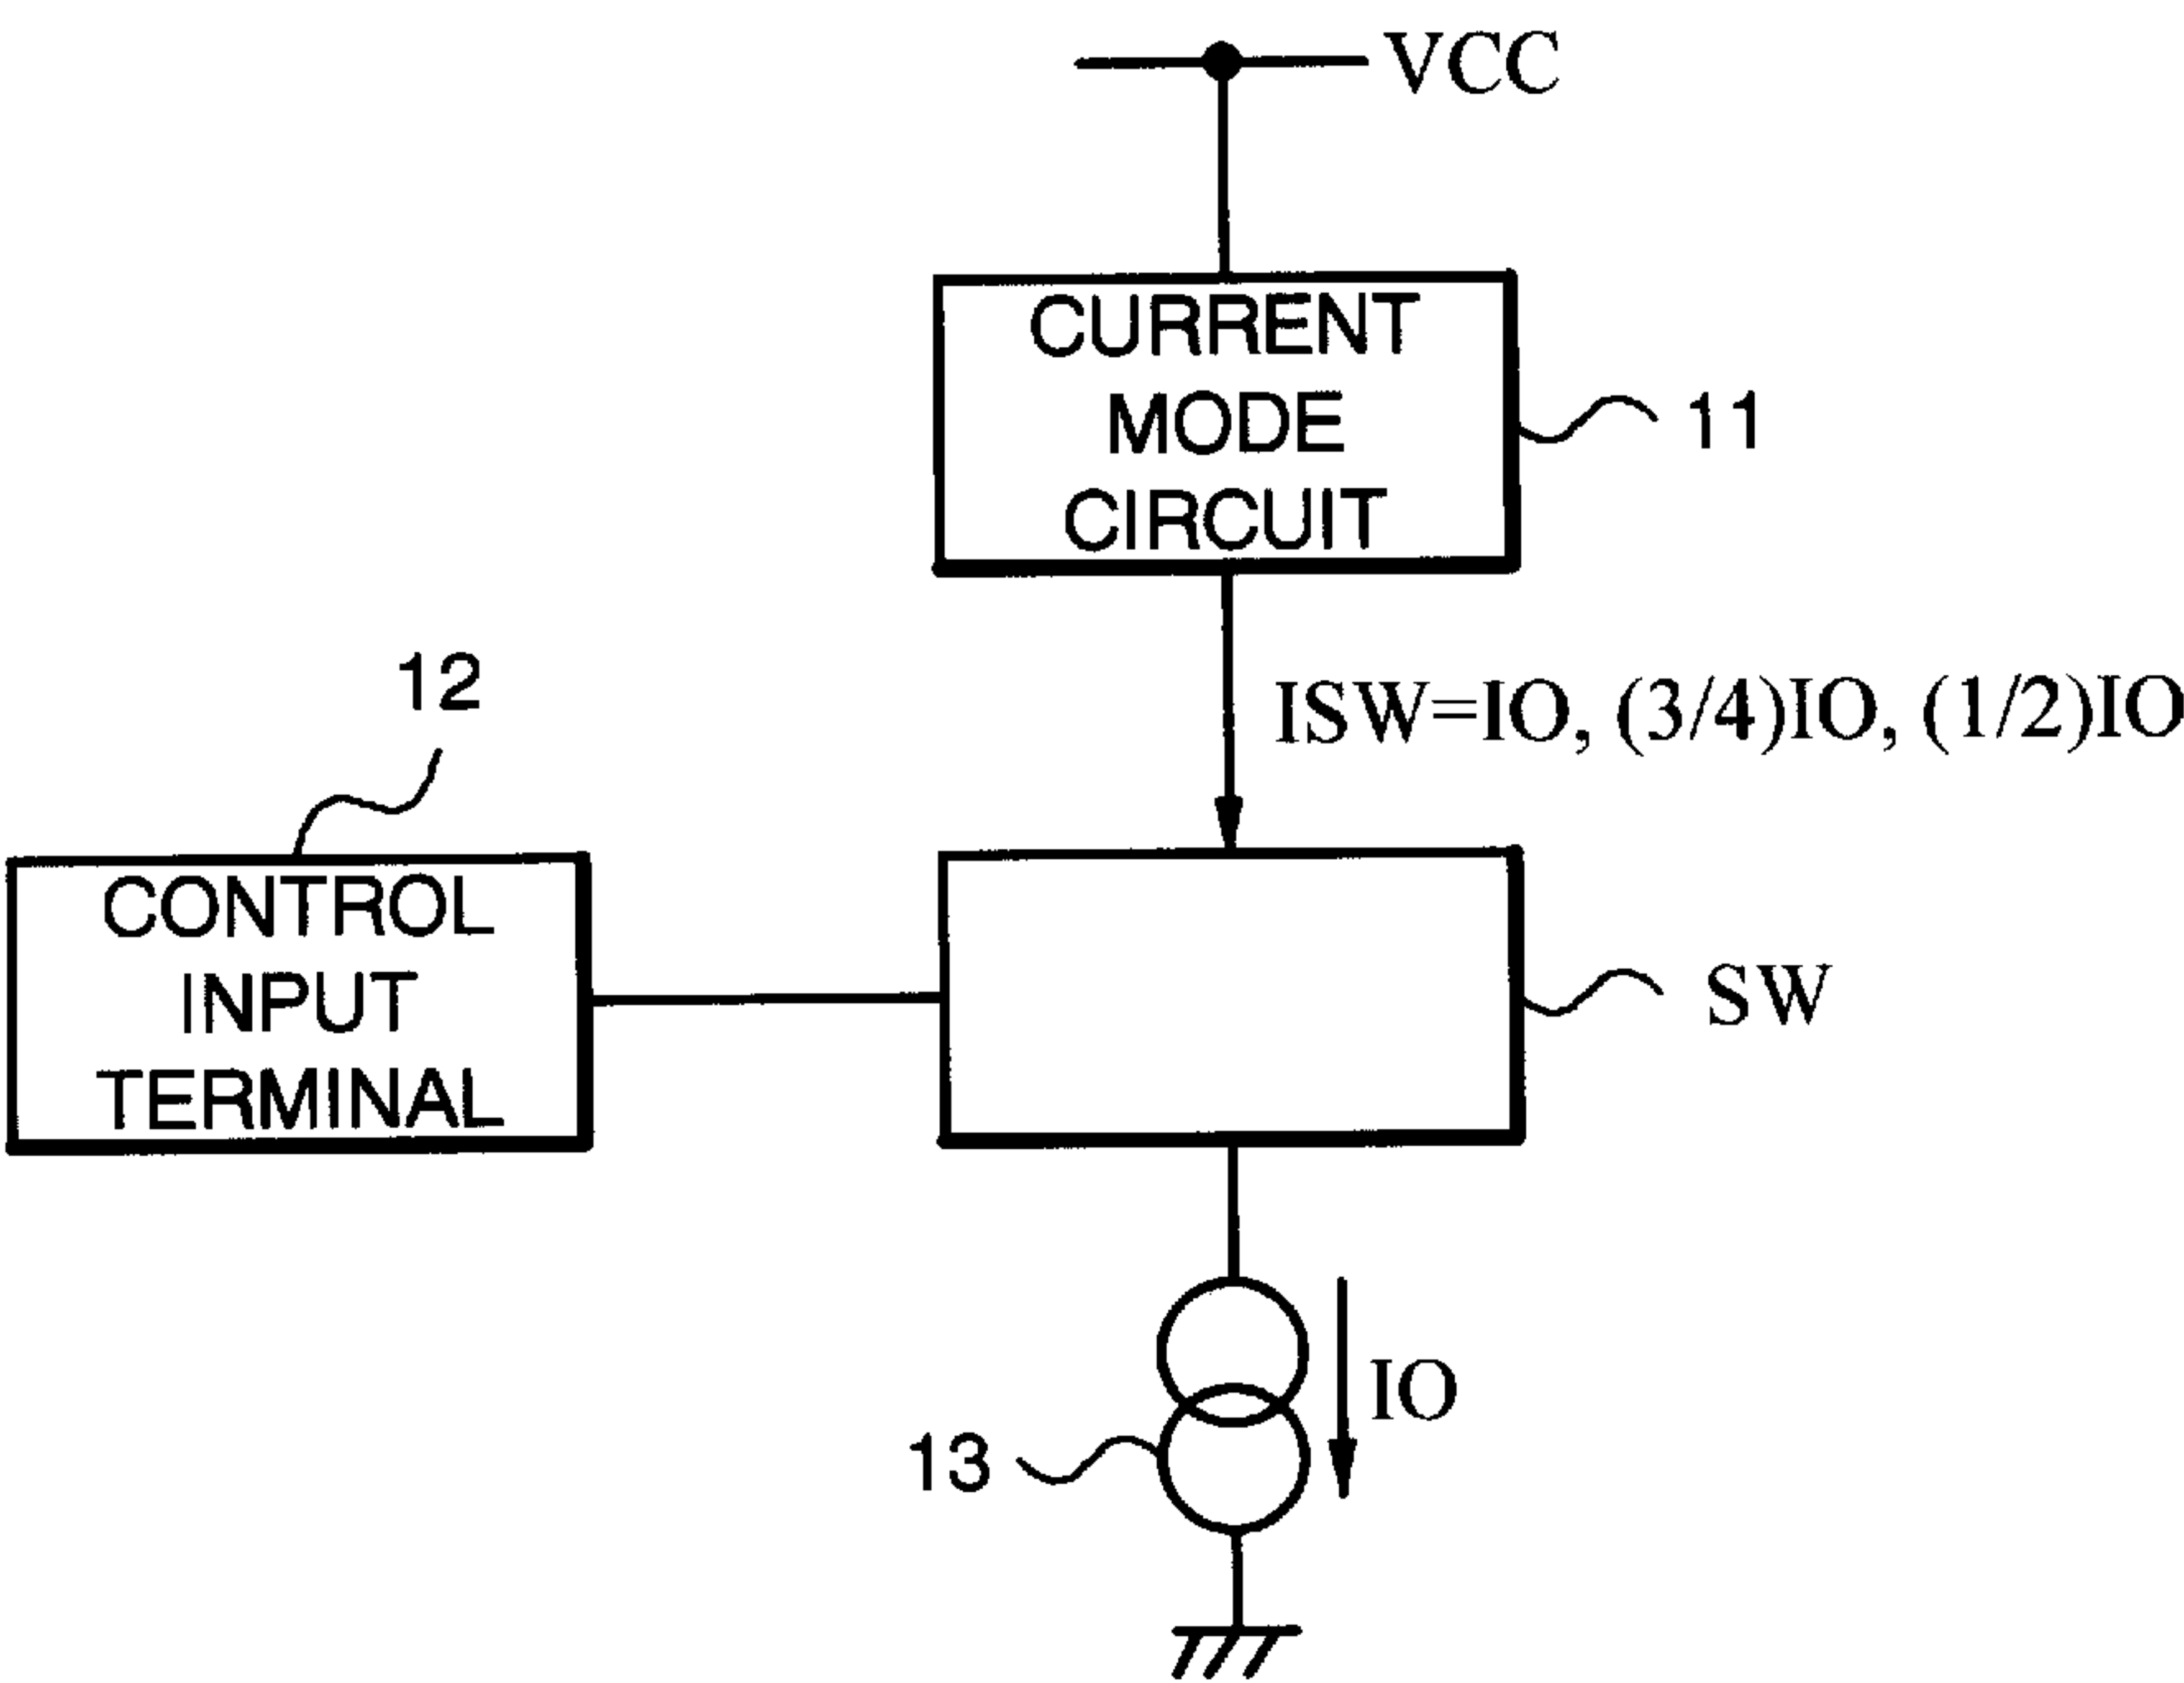 VCC
CURRENT
MODE
CIRCUIT
11
12
ISW=IO, (3/4)IO, (1/2)IO
CONTROL
INPUT
TERMINAL
SW
IO
13